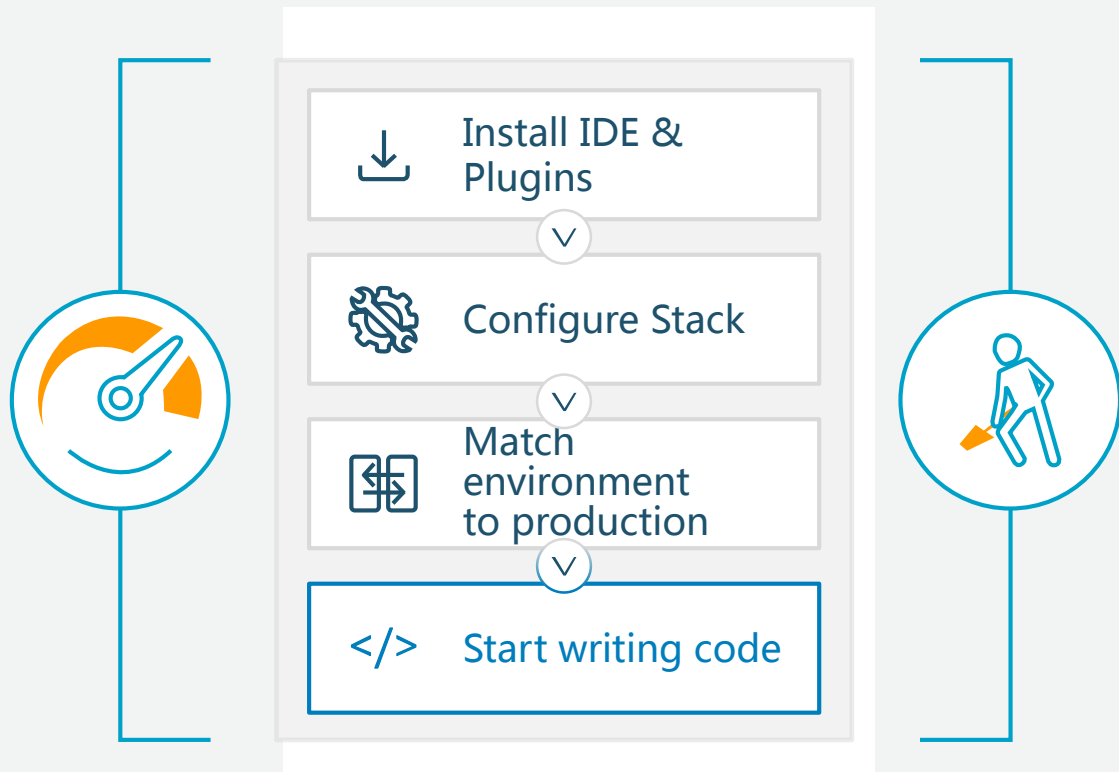 Install IDE &
Plugins
Configure Stack
Match
environment
to production
</> Start writing code